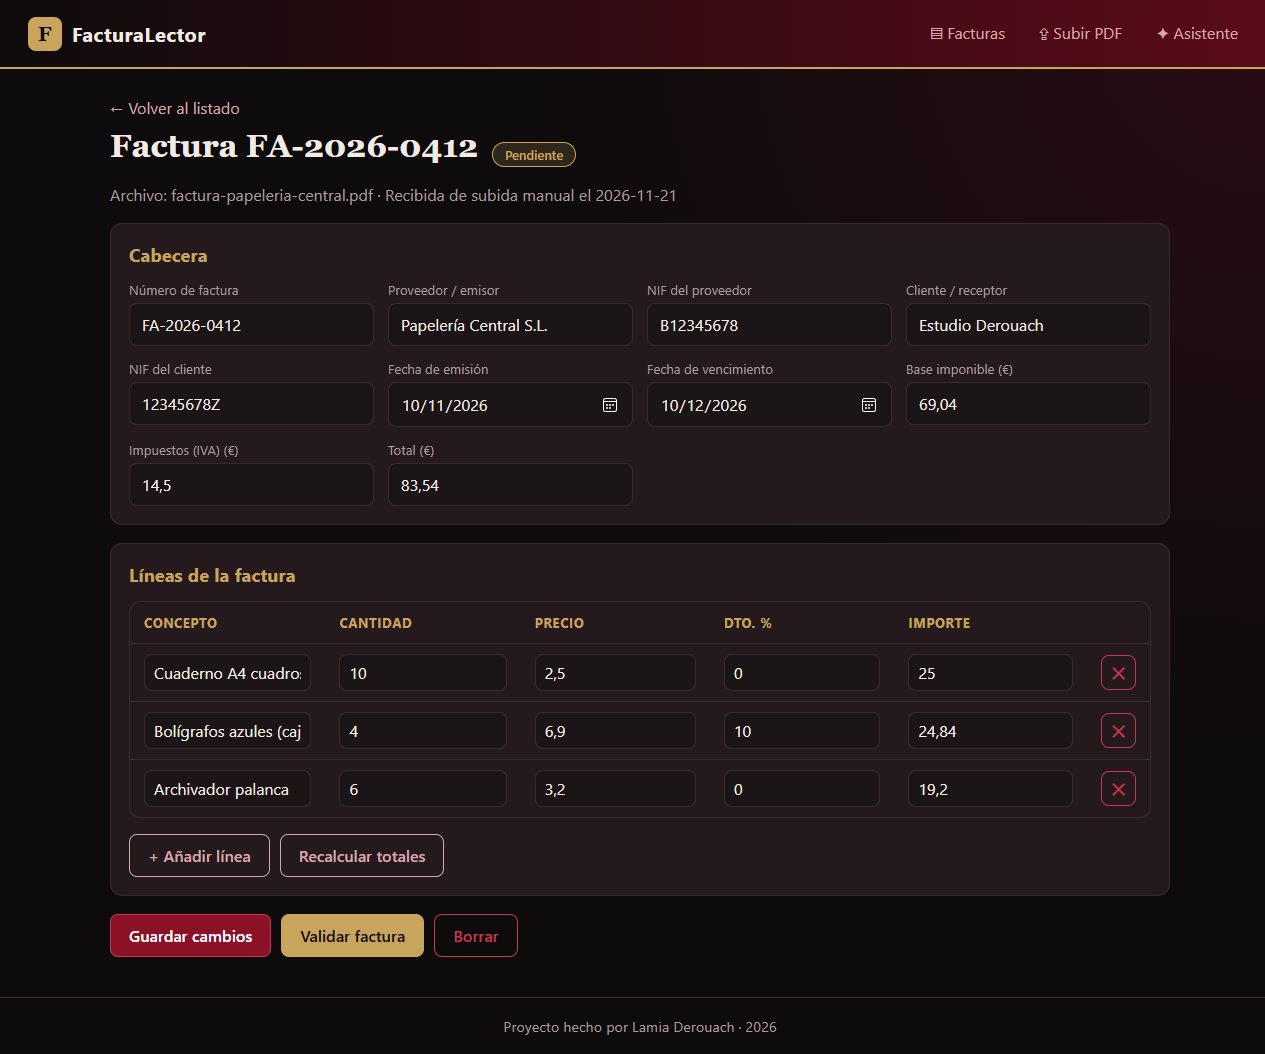 F FacturaLector
Facturas Subir PDF Asistente
← Volver al listado
Factura FA-2026-0412 Pendiente
Archivo: factura-papeleria-central.pdf · Recibida de subida manual el 2026-11-21
Cabecera
Número de factura Proveedor / emisor NIF del proveedor Cliente / receptor
FA-2026-0412 Papelería Central S.L. B12345678 Estudio Derouach
NIF del cliente Fecha de emisión Fecha de vencimiento Base imponible (€)
12345678Z 10/11/2026 10/12/2026 69,04
Impuestos (IVA) (€) Total (€)
14,5 83,54
Líneas de la factura
CONCEPTO CANTIDAD PRECIO DTO. % IMPORTE
Cuaderno A4 cuadros 10 2,5 0 25
Bolígrafos azules (caj 4 6,9 10 24,84
Archivador palanca 6 3,2 0 19,2
+ Añadir línea Recalcular totales
Guardar cambios Validar factura Borrar
Proyecto hecho por Lamia Derouach · 2026